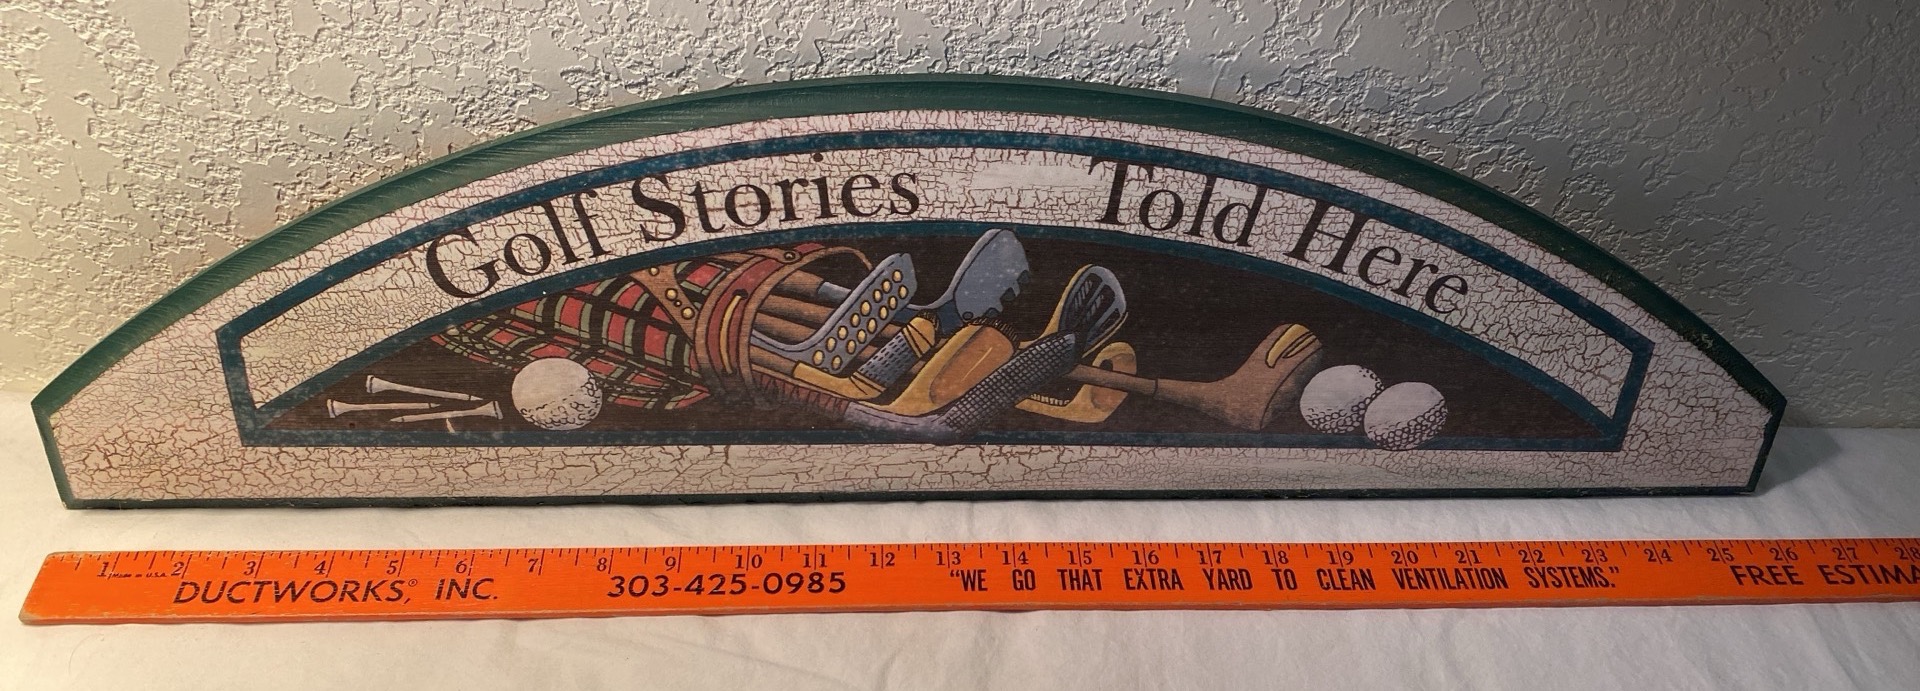 Golf Stories Told Here
1 2 3 4 5 6 7 8 9 10 11 12 13 14 15 16 17 18 19 20 21 22 23 24 25 26 27 28
MADE IN U.S.A.
DUCTWORKS,® INC. 303-425-0985 “WE GO THAT EXTRA YARD TO CLEAN VENTILATION SYSTEMS.” FREE ESTIMA